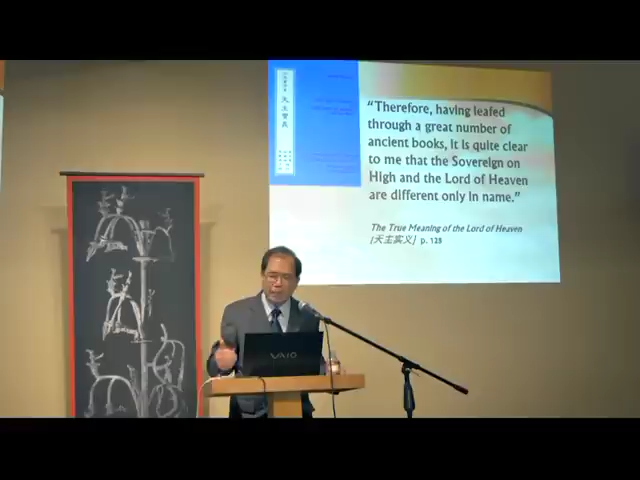 天主實義
“Therefore, having leafed
through a great number of
ancient books, it is quite clear
to me that the Sovereign on
High and the Lord of Heaven
are different only in name.”
The True Meaning of the Lord of Heaven
[天主实义] p. 125
VAIO